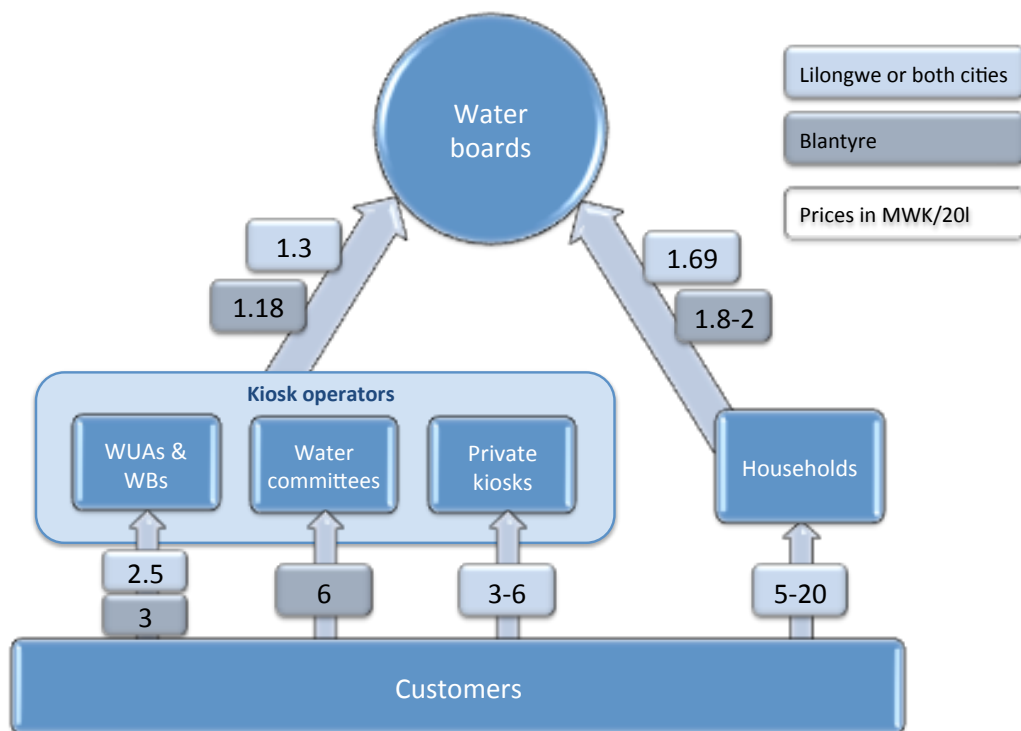 Water
boards
Lilongwe or both cities
Blantyre
Prices in MWK/20l
1.3
1.18
1.69
1.8-2
Kiosk operators
WUAs &
WBs
Water
committees
Private
kiosks
Households
2.5
3
6
3-6
5-20
Customers